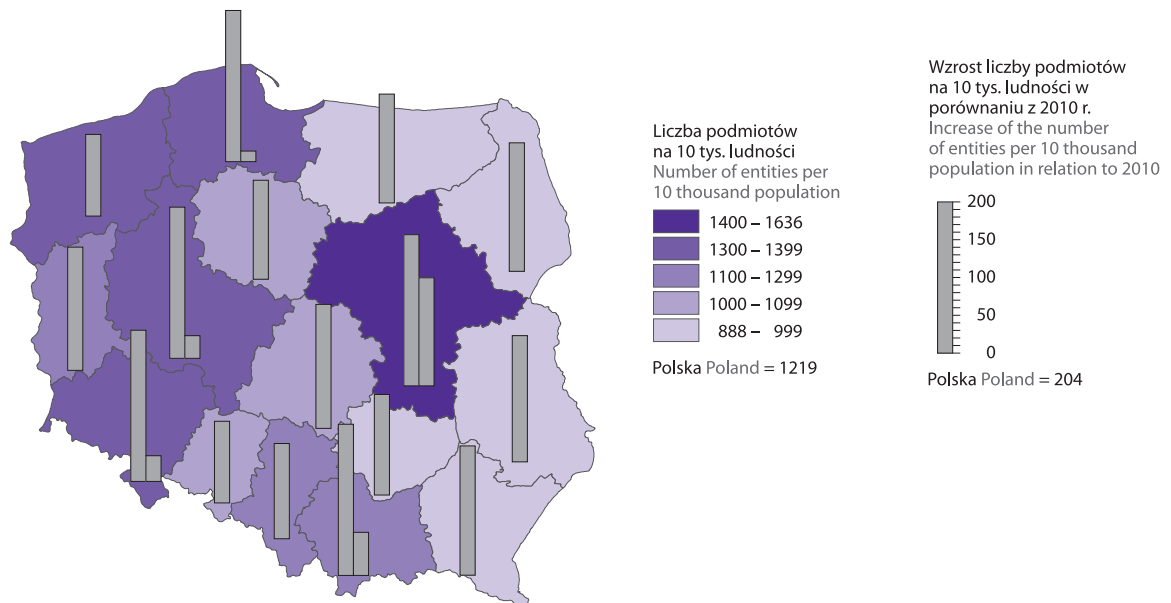 Liczba podmiotów
na 10 tys. ludności
Number of entities per
10 thousand population
1400 – 1636
1300 – 1399
1100 – 1299
1000 – 1099
888 – 999
Polska Poland = 1219
Wzrost liczby podmiotów
na 10 tys. ludności w
porównaniu z 2010 r.
Increase of the number
of entities per 10 thousand
population in relation to 2010
200
150
100
50
0
Polska Poland = 204